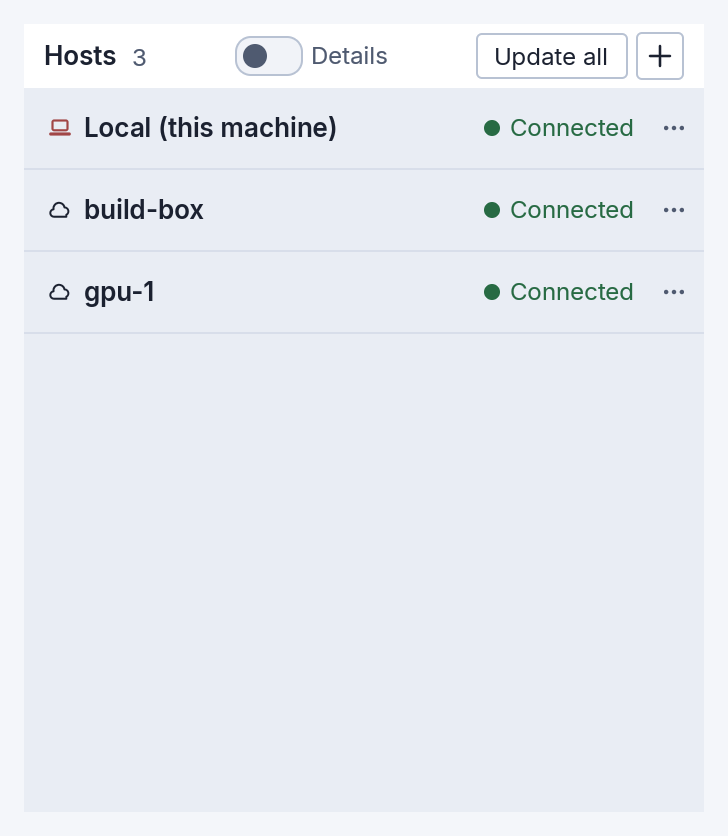 Hosts 3 Details Update all
Local (this machine) Connected
build-box Connected
gpu-1 Connected